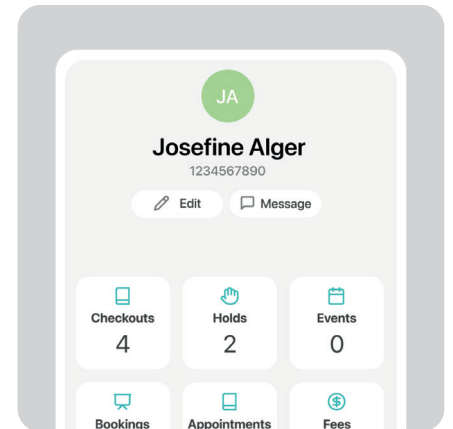 JA
Josefine Alger
1234567890
Edit Message
Checkouts Holds Events
4 2 0
Bookings Appointments Fees